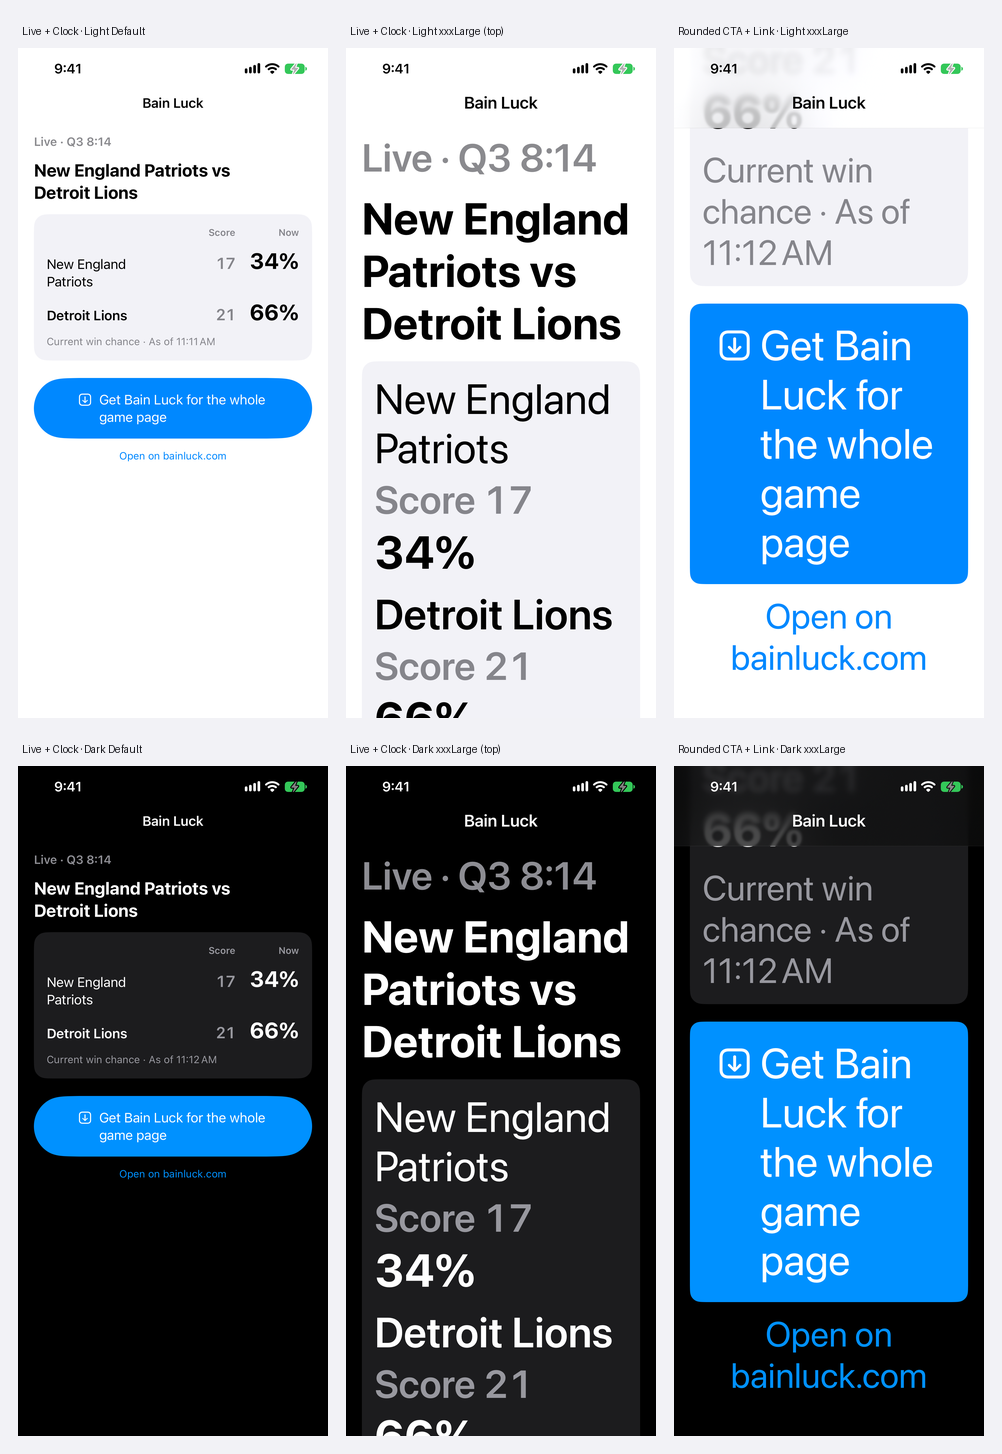 Live + Clock · Light Default
9:41
Bain Luck
Live · Q3 8:14
New England Patriots vs
Detroit Lions
Score Now
New England
Patriots
17 34%
Detroit Lions 21 66%
Current win chance · As of 11:11 AM
Get Bain Luck for the whole
game page
Open on bainluck.com
Live + Clock · Light xxxLarge (top)
9:41
Bain Luck
Live · Q3 8:14
New England
Patriots vs
Detroit Lions
New England
Patriots
Score 17
34%
Detroit Lions
Score 21
66%
Rounded CTA + Link · Light xxxLarge
Score 21
9:41
66%
Bain Luck
Current win
chance · As of
11:12 AM
Get Bain
Luck for
the whole
game
page
Open on
bainluck.com
Live + Clock · Dark Default
9:41
Bain Luck
Live · Q3 8:14
New England Patriots vs
Detroit Lions
Score Now
New England
Patriots
17 34%
Detroit Lions 21 66%
Current win chance · As of 11:12 AM
Get Bain Luck for the whole
game page
Open on bainluck.com
Live + Clock · Dark xxxLarge (top)
9:41
Bain Luck
Live · Q3 8:14
New England
Patriots vs
Detroit Lions
New England
Patriots
Score 17
34%
Detroit Lions
Score 21
66%
Rounded CTA + Link · Dark xxxLarge
Score 21
9:41
66%
Bain Luck
Current win
chance · As of
11:12 AM
Get Bain
Luck for
the whole
game
page
Open on
bainluck.com